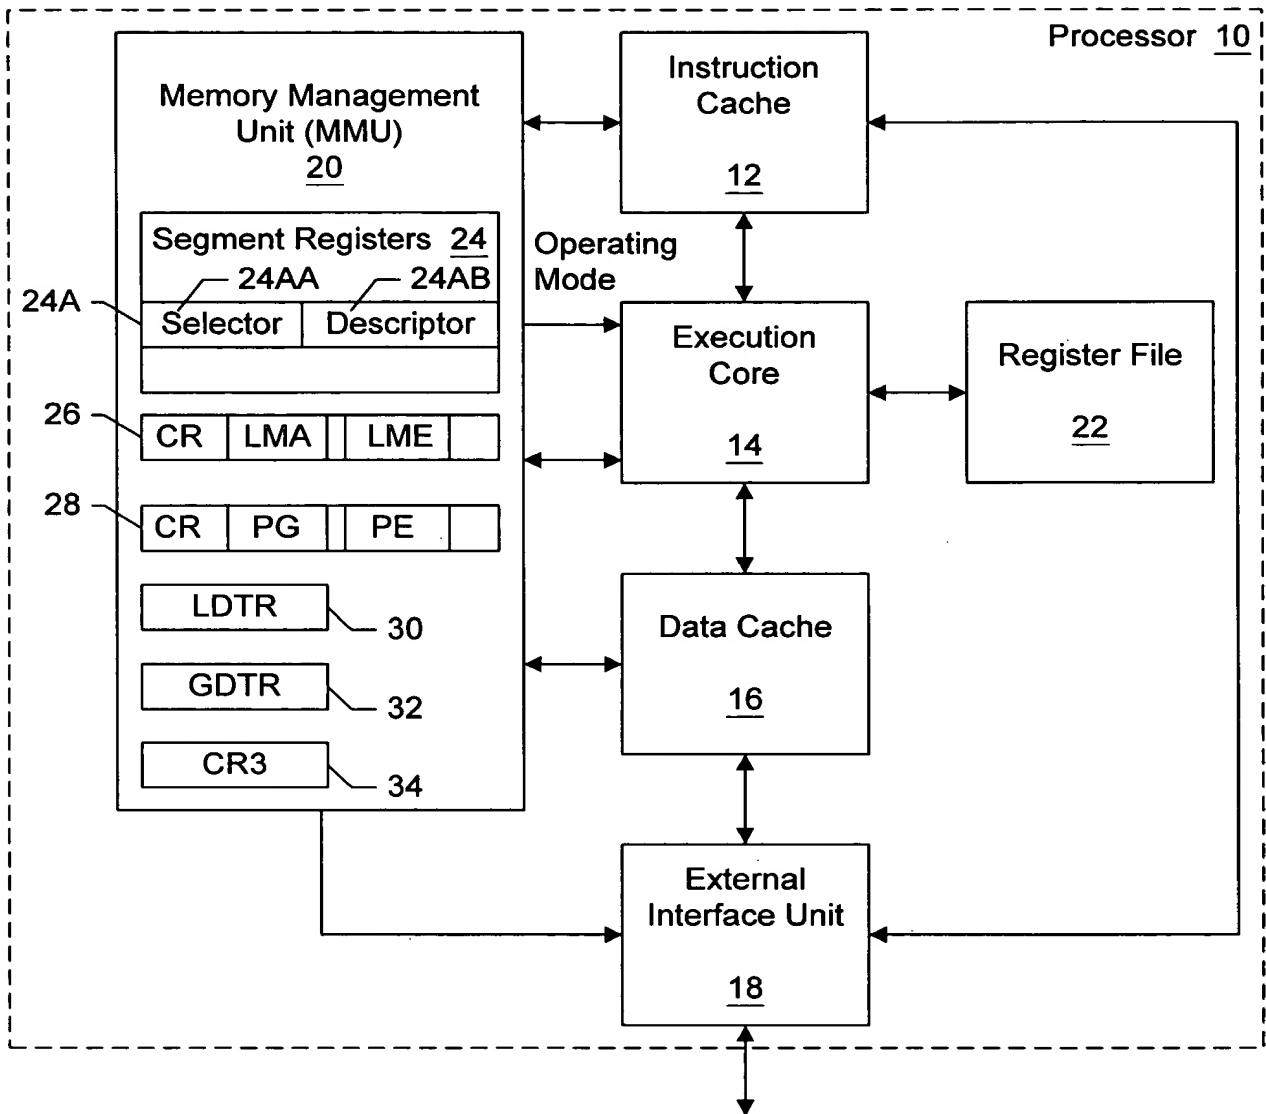 Processor 10
Memory Management
Unit (MMU)
20
Segment Registers 24
24AA
24AB
24A
Selector
Descriptor
26
CR
LMA
LME
28
CR
PG
PE
LDTR
30
GDTR
32
CR3
34
Operating
Mode
Instruction
Cache
12
Execution
Core
14
Register File
22
Data Cache
16
External
Interface Unit
18